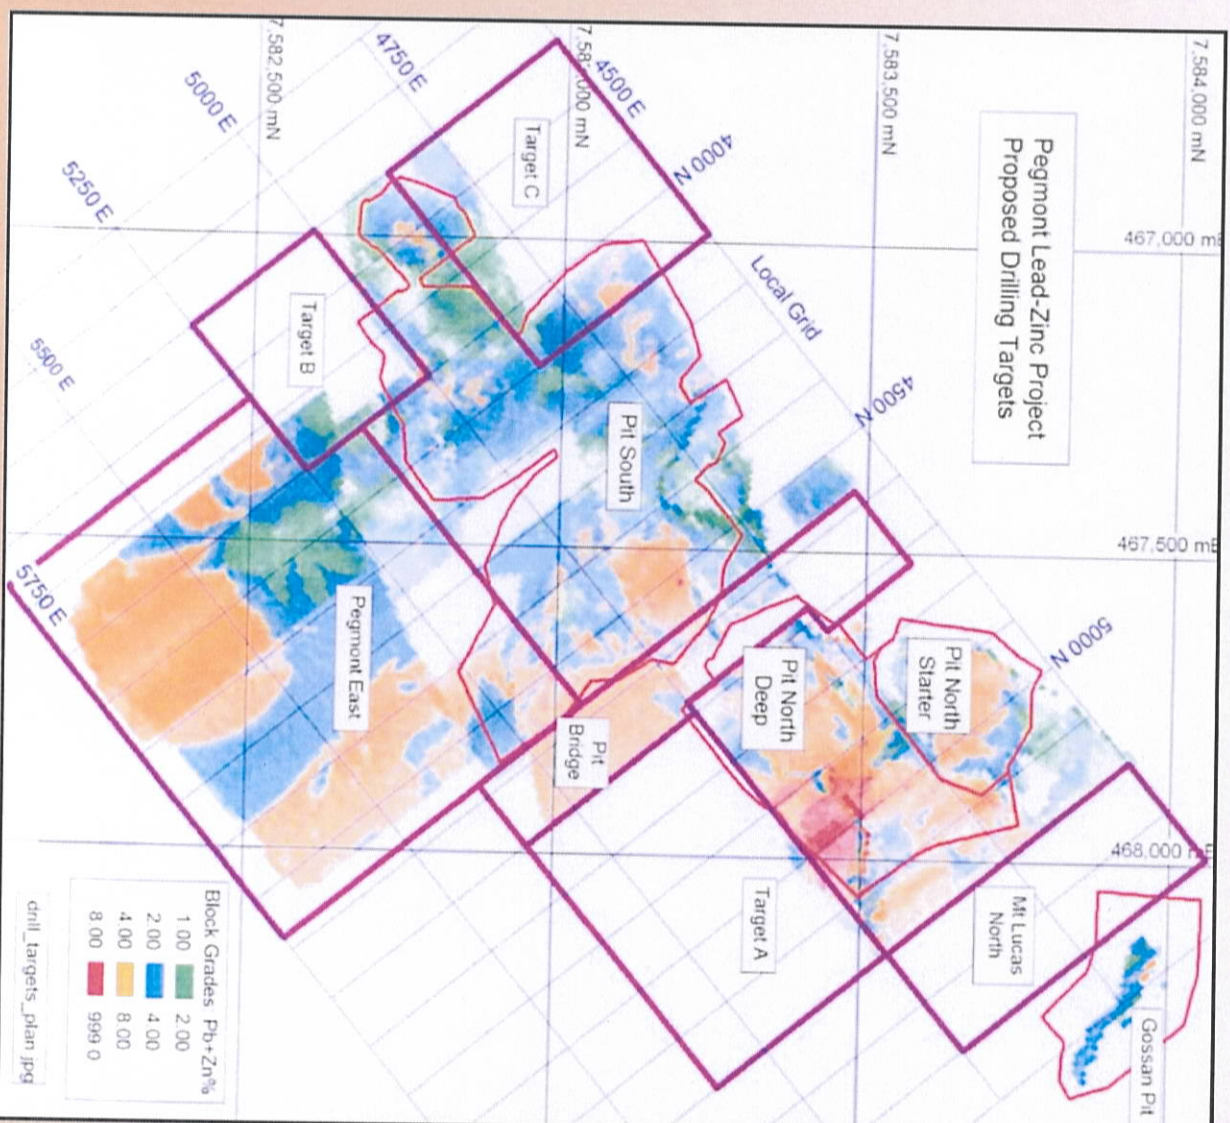 Pegmont Lead-Zinc Project
Proposed Drilling Targets
7,584,000 mN
467,000 mE
467,500 mE
468,000 mE
7,583,500 mN
7,582,500 mN
4000 N
4500 N
5000 N
Local Grid
4500 E
4750 E
5000 E
5250 E
5500 E
5750 E
Gossan Pit
Mt Lucas
North
Pit North
Starter
Pit North
Deep
Target A
Pit South
Pit
Bridge
Target C
Target B
Pegmont East
Block Grades Pb+Zn%
1.00 2.00
2.00 4.00
4.00 8.00
8.00 999.0
drill_targets_plan.jpg